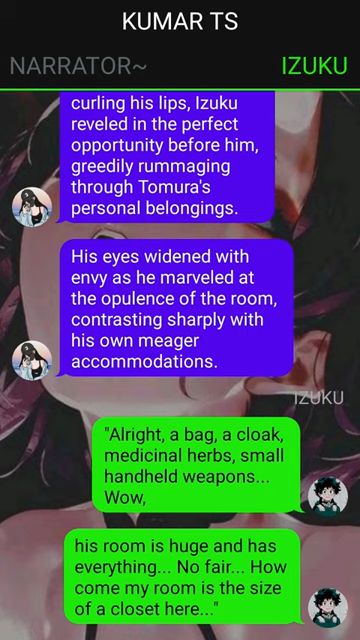 KUMAR TS
NARRATOR~ IZUKU
curling his lips, Izuku
reveled in the perfect
opportunity before him,
greedily rummaging
through Tomura's
personal belongings.
His eyes widened with
envy as he marveled at
the opulence of the room,
contrasting sharply with
his own meager
accommodations.
IZUKU
"Alright, a bag, a cloak,
medicinal herbs, small
handheld weapons...
Wow,
his room is huge and has
everything... No fair... How
come my room is the size
of a closet here..."